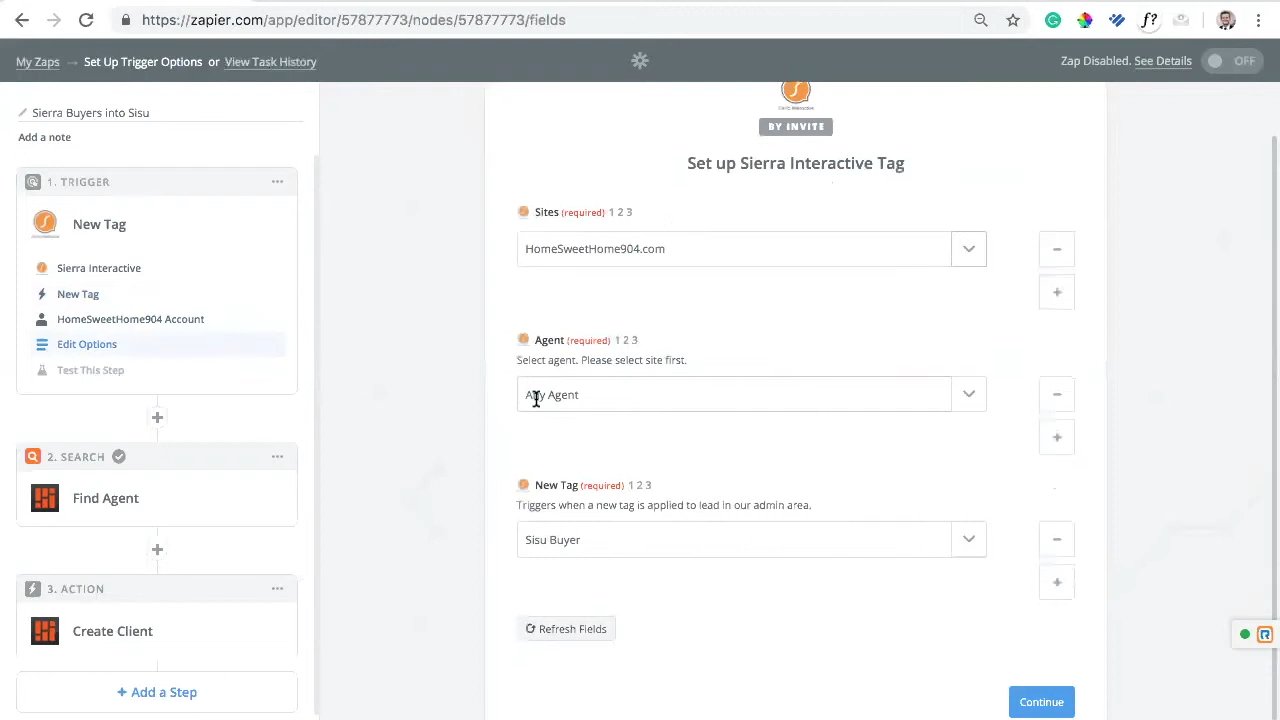 https://zapier.com/app/editor/57877773/nodes/57877773/fields
My Zaps → Set Up Trigger Options or View Task History
Zap Disabled. See Details OFF
Sierra Buyers into Sisu
Add a note
1. TRIGGER
New Tag
Sierra Interactive
New Tag
HomeSweetHome904 Account
Edit Options
Test This Step
2. SEARCH
Find Agent
3. ACTION
Create Client
+ Add a Step
BY INVITE
Set up Sierra Interactive Tag
Sites (required) 1 2 3
HomeSweetHome904.com
Agent (required) 1 2 3
Select agent. Please select site first.
Any Agent
New Tag (required) 1 2 3
Triggers when a new tag is applied to lead in our admin area.
Sisu Buyer
Refresh Fields
Continue